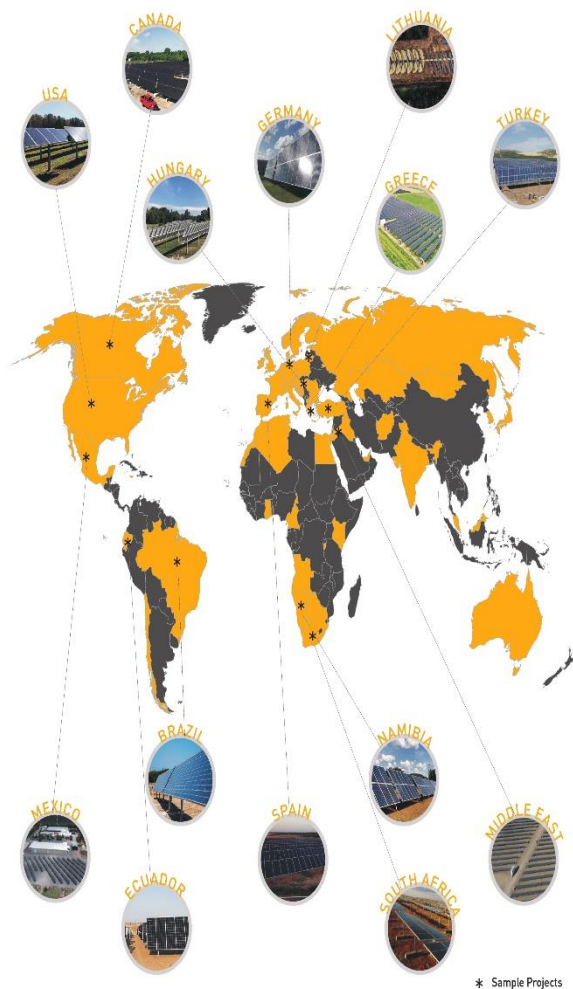 CANADA
LITHUANIA
USA
GERMANY
TURKEY
HUNGARY
GREECE
BRAZIL
NAMIBIA
MEXICO
SPAIN
MIDDLE EAST
ECUADOR
SOUTH AFRICA
* Sample Projects